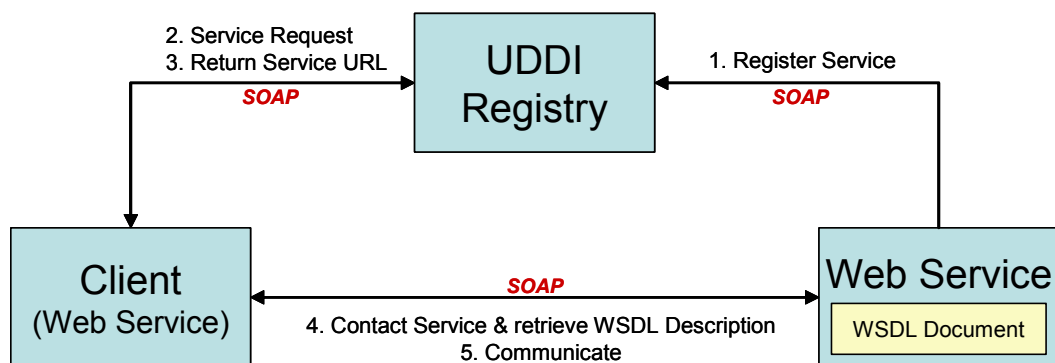 2. Service Request
3. Return Service URL
SOAP
UDDI
Registry
1. Register Service
SOAP
Client
(Web Service)
SOAP
4. Contact Service & retrieve WSDL Description
5. Communicate
Web Service
WSDL Document